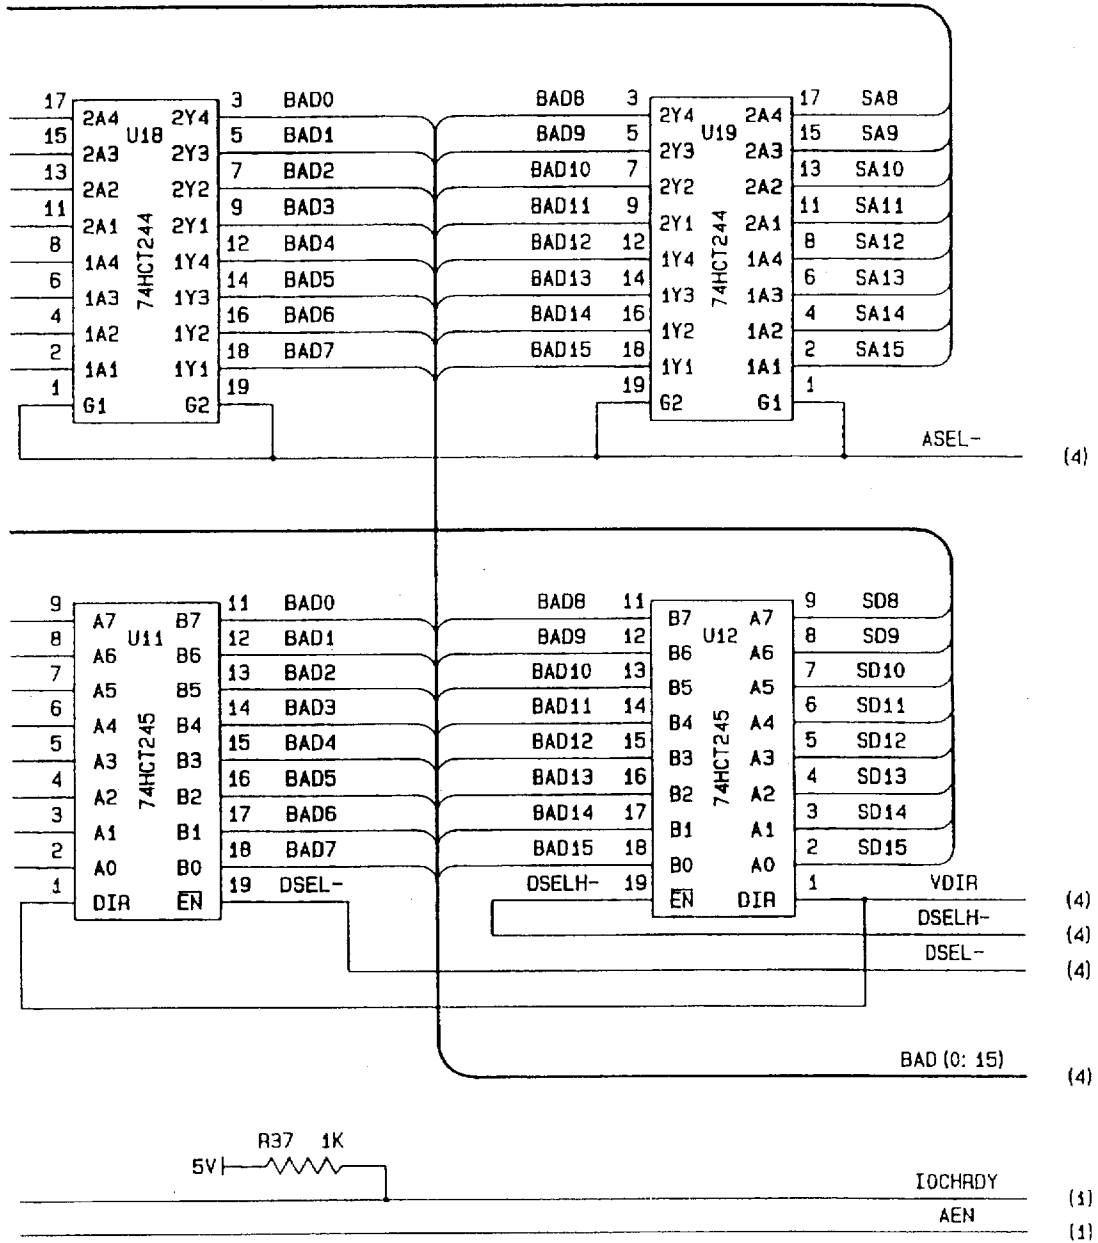 17 2A4 U18 2Y4 3 BAD0 BAD8 3 2Y4 U19 2A4 17 SA8
15 2A3 2Y3 5 BAD1 BAD9 5 2Y3 2A3 15 SA9
13 2A2 2Y2 7 BAD2 BAD10 7 2Y2 2A2 13 SA10
11 2A1 2Y1 9 BAD3 BAD11 9 2Y1 2A1 11 SA11
8 1A4 1Y4 12 BAD4 BAD12 12 1Y4 1A4 8 SA12
6 1A3 1Y3 14 BAD5 BAD13 14 1Y3 1A3 6 SA13
4 1A2 1Y2 16 BAD6 BAD14 16 1Y2 1A2 4 SA14
2 1A1 1Y1 18 BAD7 BAD15 18 1Y1 1A1 2 SA15
1 G1 G2 19 19 G2 G1 1
74HCT244 74HCT244
ASEL- (4)
9 A7 U11 B7 11 BAD0 BAD8 11 B7 U12 A7 9 SD8
8 A6 B6 12 BAD1 BAD9 12 B6 A6 8 SD9
7 A5 B5 13 BAD2 BAD10 13 B5 A5 7 SD10
6 A4 B4 14 BAD3 BAD11 14 B4 A4 6 SD11
5 A3 B3 15 BAD4 BAD12 15 B3 A3 5 SD12
4 A2 B2 16 BAD5 BAD13 16 B2 A2 4 SD13
3 A1 B1 17 BAD6 BAD14 17 B1 A1 3 SD14
2 A0 B0 18 BAD7 BAD15 18 B0 A0 2 SD15
1 DIR EN 19 DSEL- DSELH- 19 EN DIR 1 VDIR (4)
74HCT245 74HCT245
DSELH- (4)
DSEL- (4)
BAD(0: 15) (4)
R37 1K
5V
IOCHRDY (1)
AEN (1)